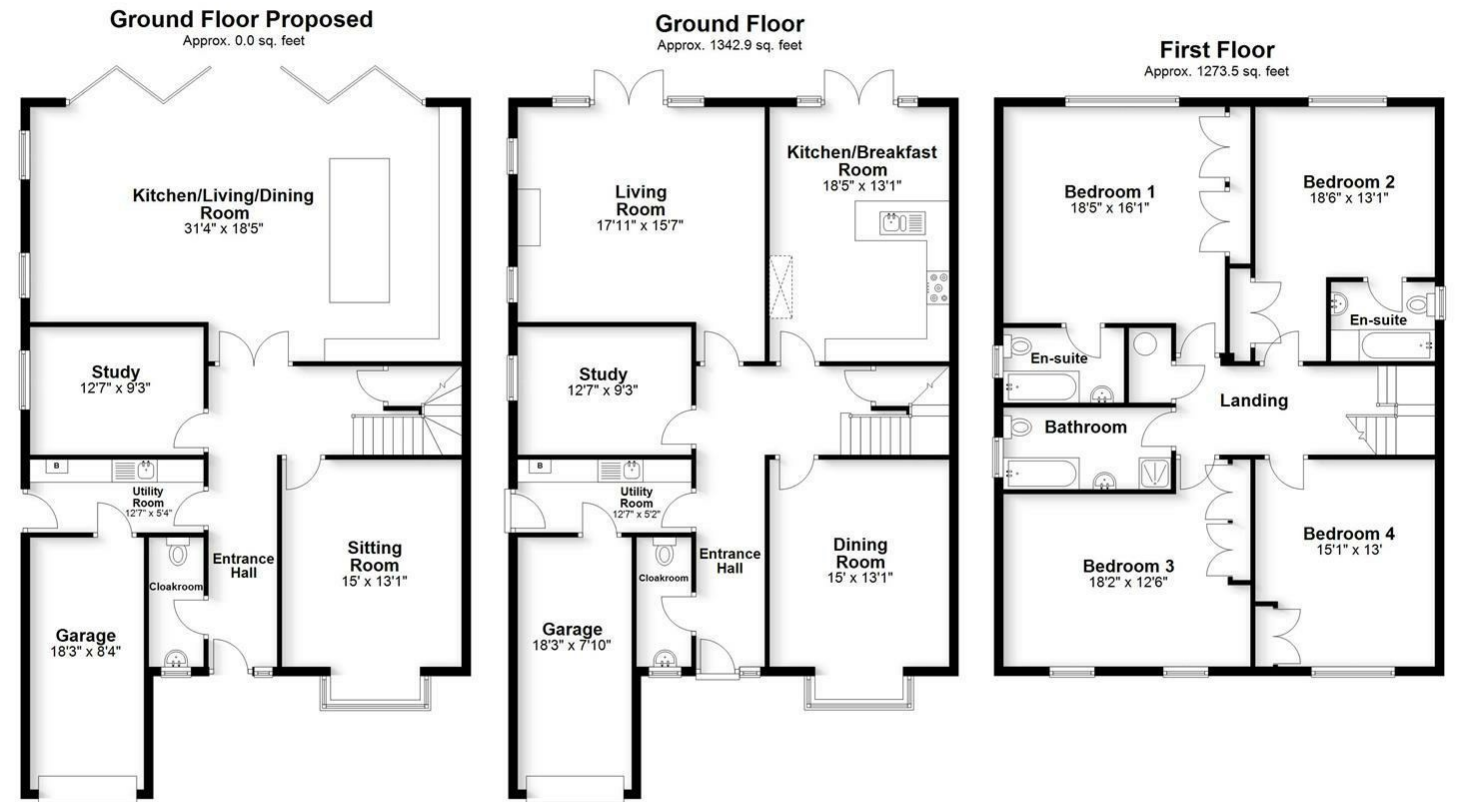 Ground Floor Proposed
Approx. 0.0 sq. feet
Kitchen/Living/Dining
Room
31'4" x 18'5"
Study
12'7" x 9'3"
B
Utility
Room
12'7" x 5'4"
Cloakroom
Entrance
Hall
Sitting
Room
15' x 13'1"
Garage
18'3" x 8'4"
Ground Floor
Approx. 1342.9 sq. feet
Living
Room
17'11" x 15'7"
Kitchen/Breakfast
Room
18'5" x 13'1"
Study
12'7" x 9'3"
B
Utility
Room
12'7" x 5'2"
Cloakroom
Entrance
Hall
Dining
Room
15' x 13'1"
Garage
18'3" x 7'10"
First Floor
Approx. 1273.5 sq. feet
Bedroom 1
18'5" x 16'1"
Bedroom 2
18'6" x 13'1"
En-suite
En-suite
Landing
Bathroom
Bedroom 3
18'2" x 12'6"
Bedroom 4
15'1" x 13'